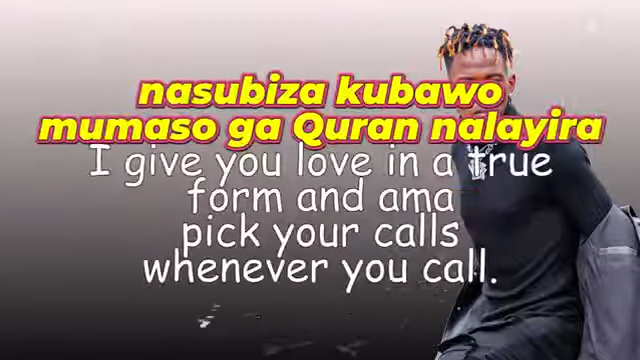 nasubiza kubawo
mumaso ga Quran nalayira
I give you love in a true
form and ama
pick your calls
whenever you call.